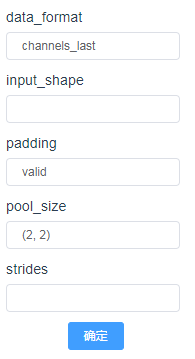 data_format
channels_last
input_shape
padding
valid
pool_size
(2, 2)
strides
确定